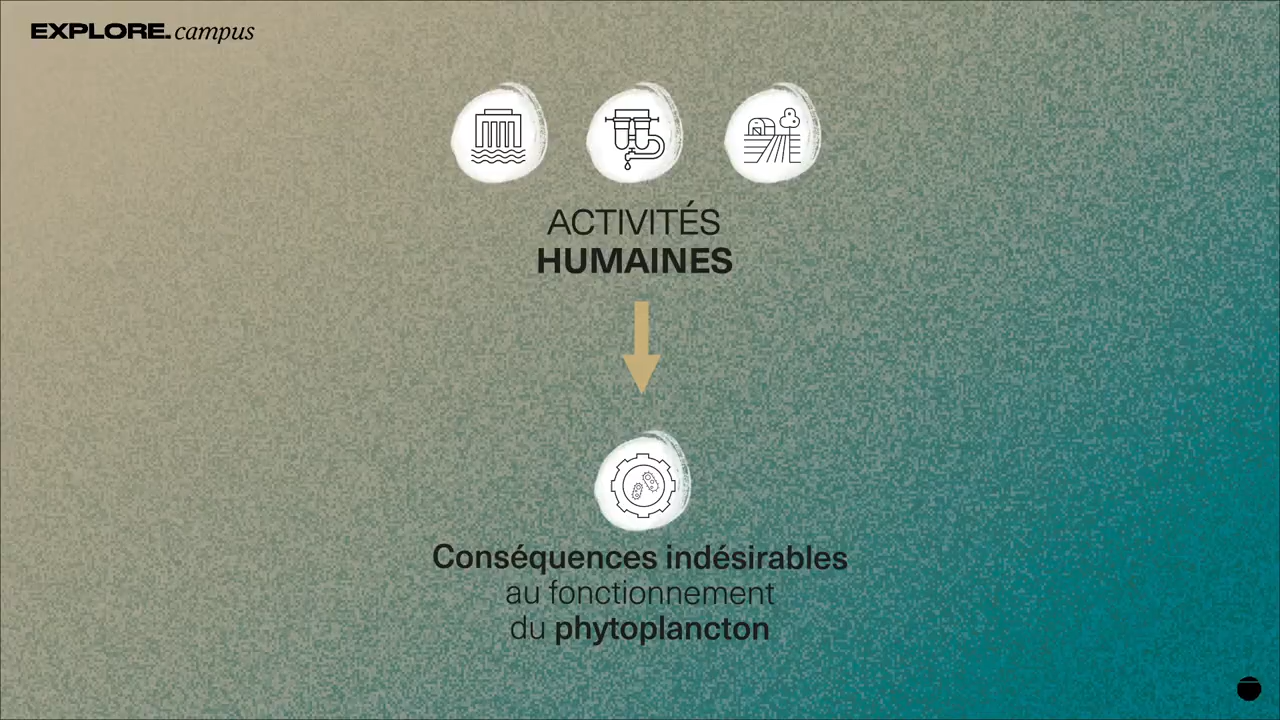 EXPLORE.campus
ACTIVITÉS
HUMAINES
Conséquences indésirables
au fonctionnement
du phytoplancton